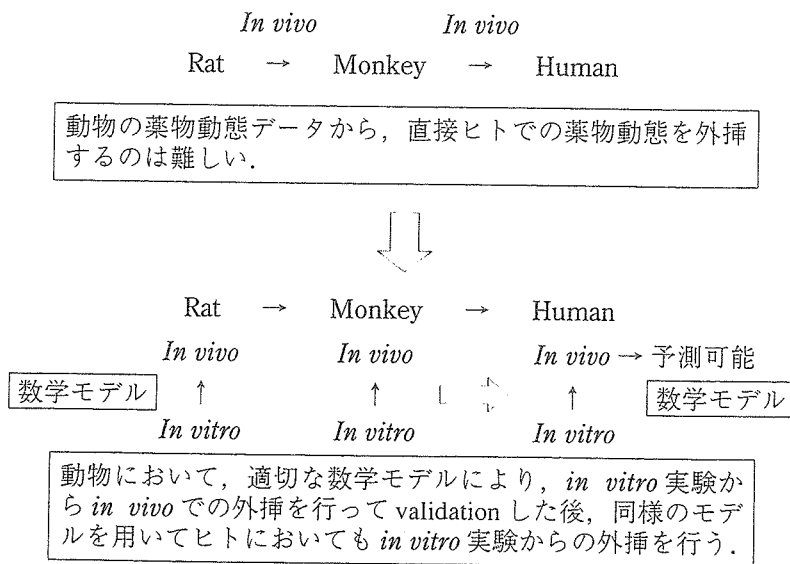 In vivo In vivo
Rat → Monkey → Human
動物の薬物動態データから，直接ヒトでの薬物動態を外挿
するのは難しい．
Rat → Monkey → Human
In vivo In vivo In vivo → 予測可能
数学モデル ↑ ↑ ↑ 数学モデル
In vitro In vitro In vitro
動物において，適切な数学モデルにより，in vitro 実験か
ら in vivo での外挿を行って validation した後，同様のモデ
ルを用いてヒトにおいても in vitro 実験からの外挿を行う．